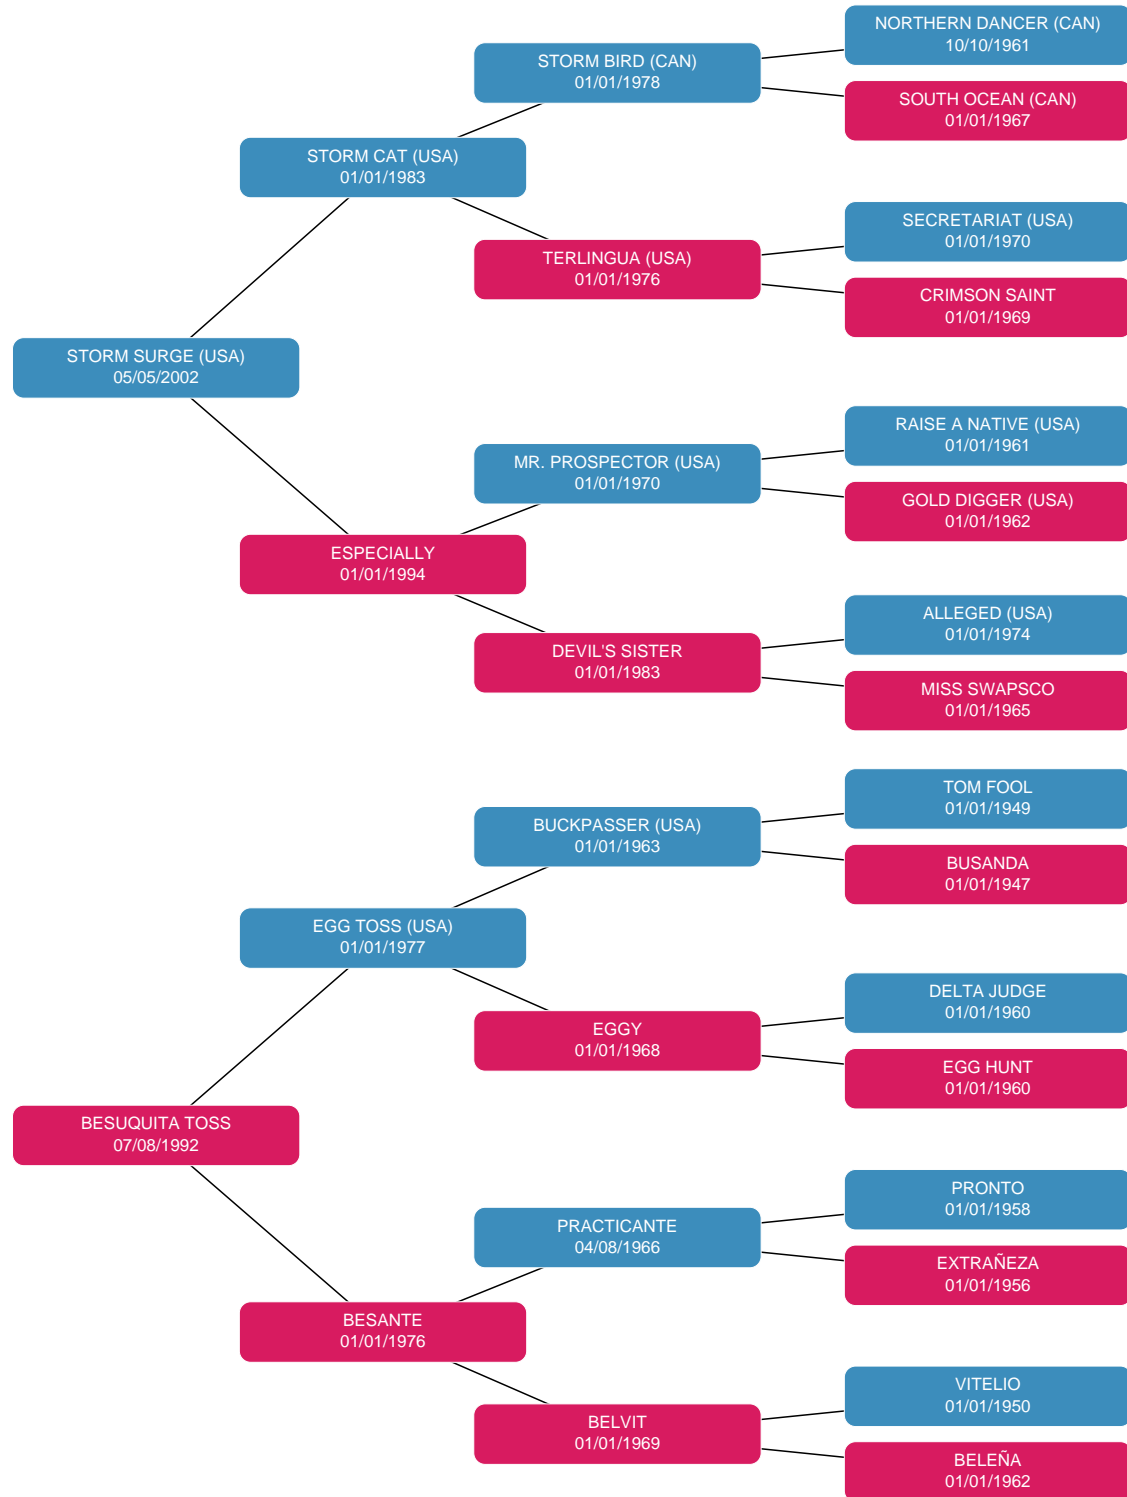 NORTHERN DANCER (CAN)
10/10/1961
STORM BIRD (CAN)
01/01/1978
SOUTH OCEAN (CAN)
01/01/1967
STORM CAT (USA)
01/01/1983
SECRETARIAT (USA)
01/01/1970
TERLINGUA (USA)
01/01/1976
CRIMSON SAINT
01/01/1969
STORM SURGE (USA)
05/05/2002
RAISE A NATIVE (USA)
01/01/1961
MR. PROSPECTOR (USA)
01/01/1970
GOLD DIGGER (USA)
01/01/1962
ESPECIALLY
01/01/1994
ALLEGED (USA)
01/01/1974
DEVIL'S SISTER
01/01/1983
MISS SWAPSCO
01/01/1965
TOM FOOL
01/01/1949
BUCKPASSER (USA)
01/01/1963
BUSANDA
01/01/1947
EGG TOSS (USA)
01/01/1977
DELTA JUDGE
01/01/1960
EGGY
01/01/1968
EGG HUNT
01/01/1960
BESUQUITA TOSS
07/08/1992
PRONTO
01/01/1958
PRACTICANTE
04/08/1966
EXTRAÑEZA
01/01/1956
BESANTE
01/01/1976
VITELIO
01/01/1950
BELVIT
01/01/1969
BELEÑA
01/01/1962